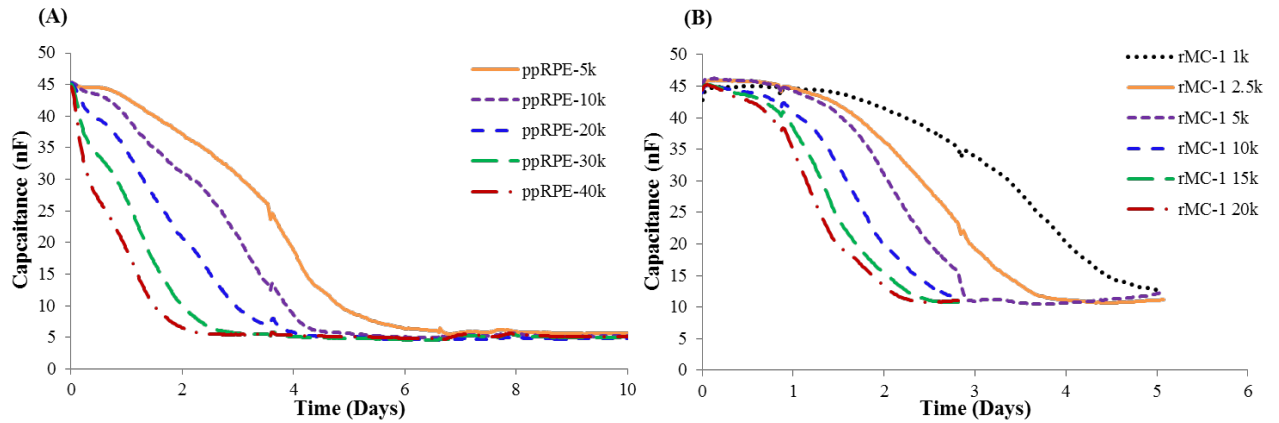 (A)
50
45
40
35
30
25
20
15
10
5
0
0
2
4
6
8
10
Capcaitance (nF)
Time (Days)
ppRPE-5k
ppRPE-10k
ppRPE-20k
ppRPE-30k
ppRPE-40k
(B)
50
45
40
35
30
25
20
15
10
5
0
0
1
2
3
4
5
6
Capacitance (nF)
Time (Days)
rMC-1 1k
rMC-1 2.5k
rMC-1 5k
rMC-1 10k
rMC-1 15k
rMC-1 20k